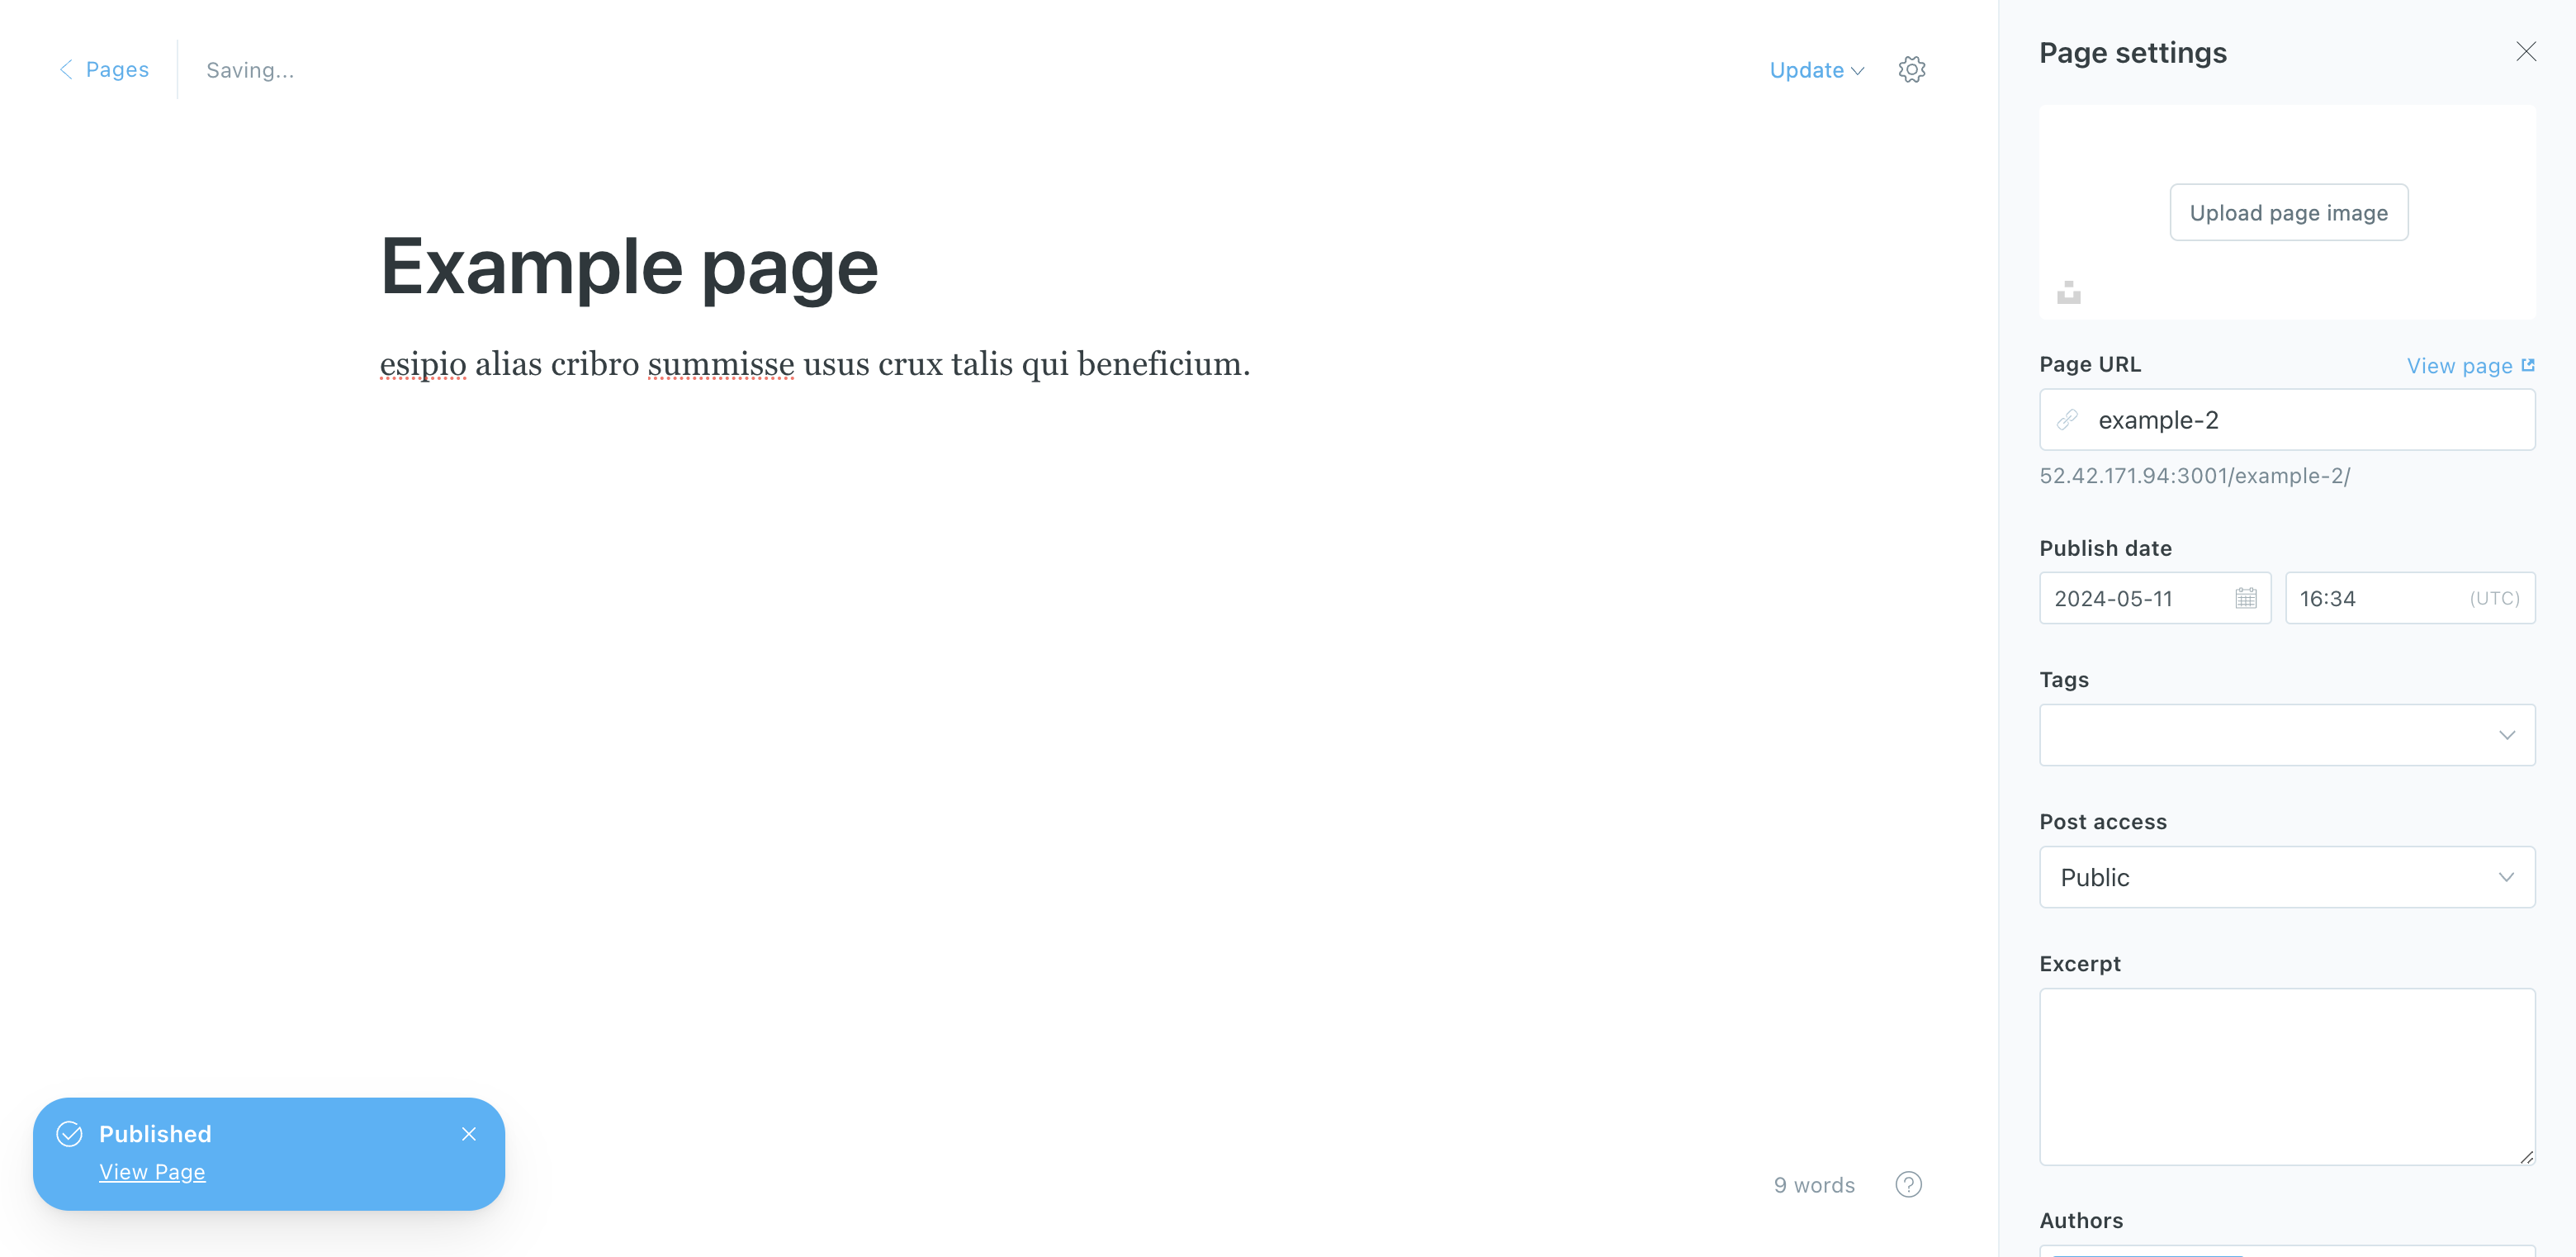 Pages
Saving...
Update
Example page
esipio alias cribro summisse usus crux talis qui beneficium.
Published
View Page
9 words
?
Page settings
Upload page image
Page URL
View page
example-2
52.42.171.94:3001/example-2/
Publish date
2024-05-11
16:34 (UTC)
Tags
Post access
Public
Excerpt
Authors